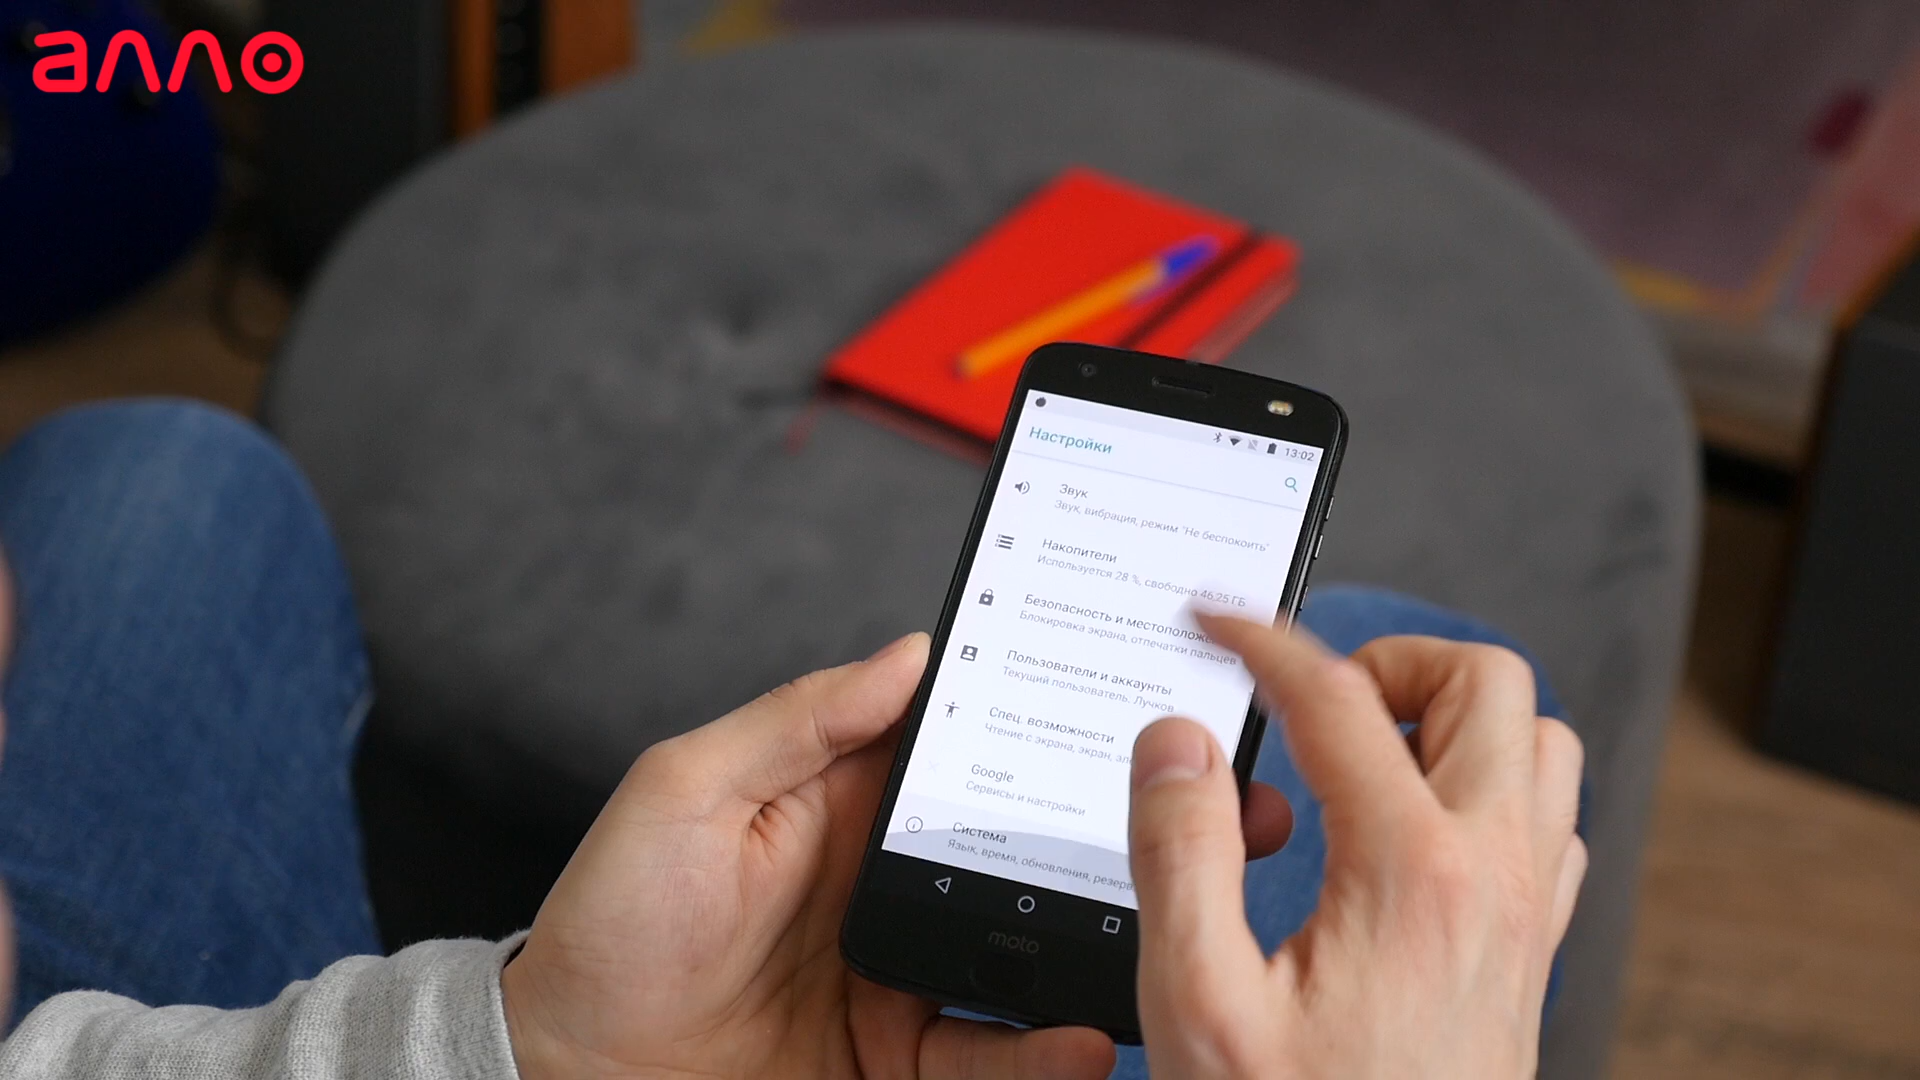 алло
13:02
Настройки
Звук
Звук, вибрация, режим "Не беспокоить"
Накопители
Используется 28 %, свободно 46,25 ГБ
Безопасность и местополож
Блокировка экрана, отпечатки пальцев
Пользователи и аккаунты
Текущий пользователь: Лучков
Спец. возможности
Чтение с экрана, экран, эл
Google
Сервисы и настройки
Система
Язык, время, обновления, резерв
moto